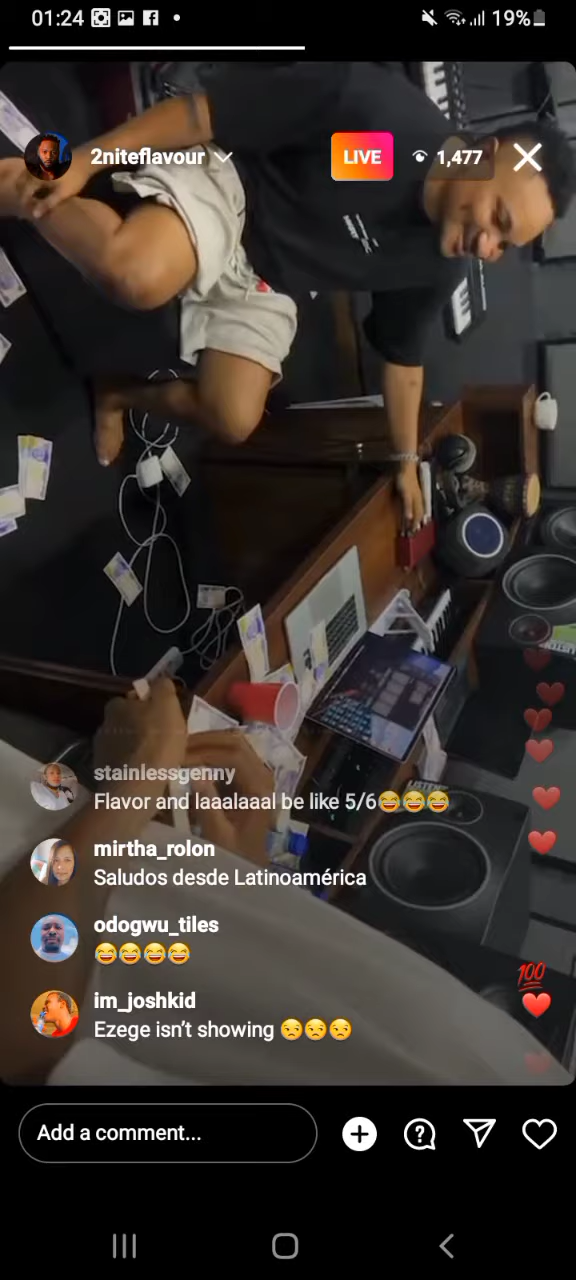 01:24
19%
2niteflavour
LIVE
1,477
stainlessgenny
Flavor and laaalaaal be like 5/6😂😂😂
mirtha_rolon
Saludos desde Latinoamérica
odogwu_tiles
😂😂😂😂
im_joshkid
Ezege isn't showing 😒😒😒
💯
Add a comment...